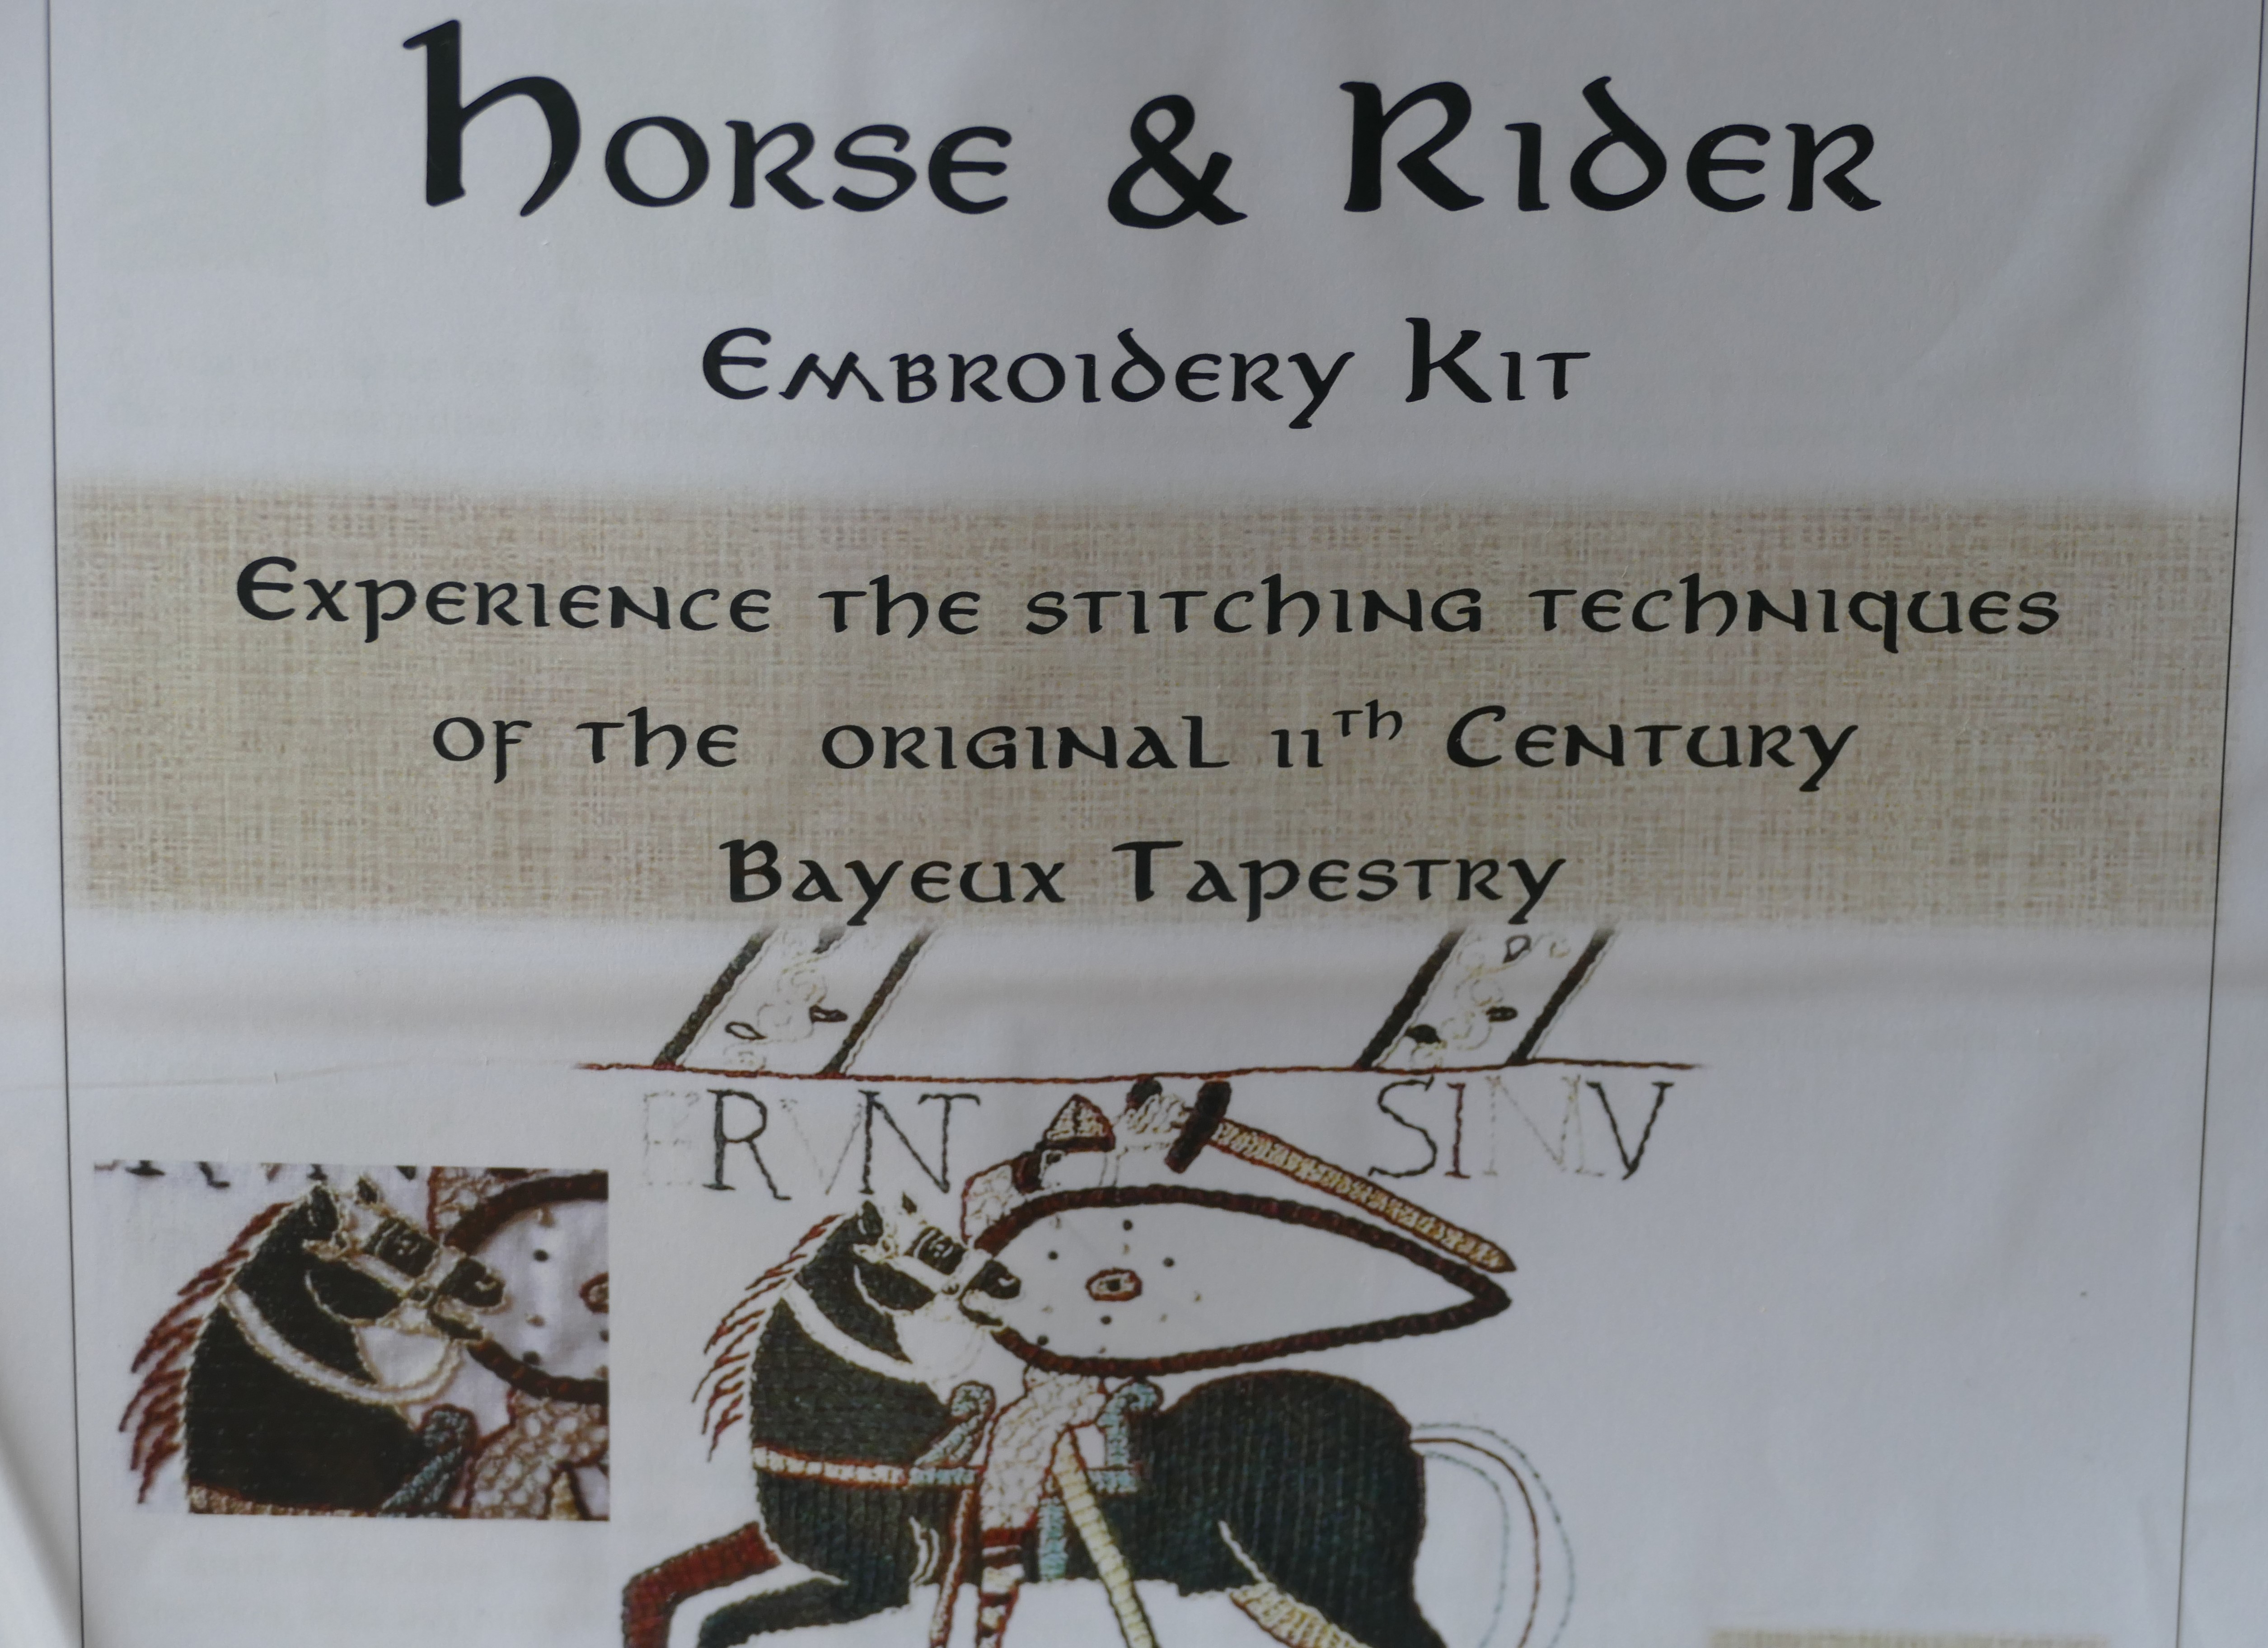 Horse & Rider
Embroidery Kit
Experience the stitching techniques
of the original 11th Century
Bayeux Tapestry
ERVNT SINV